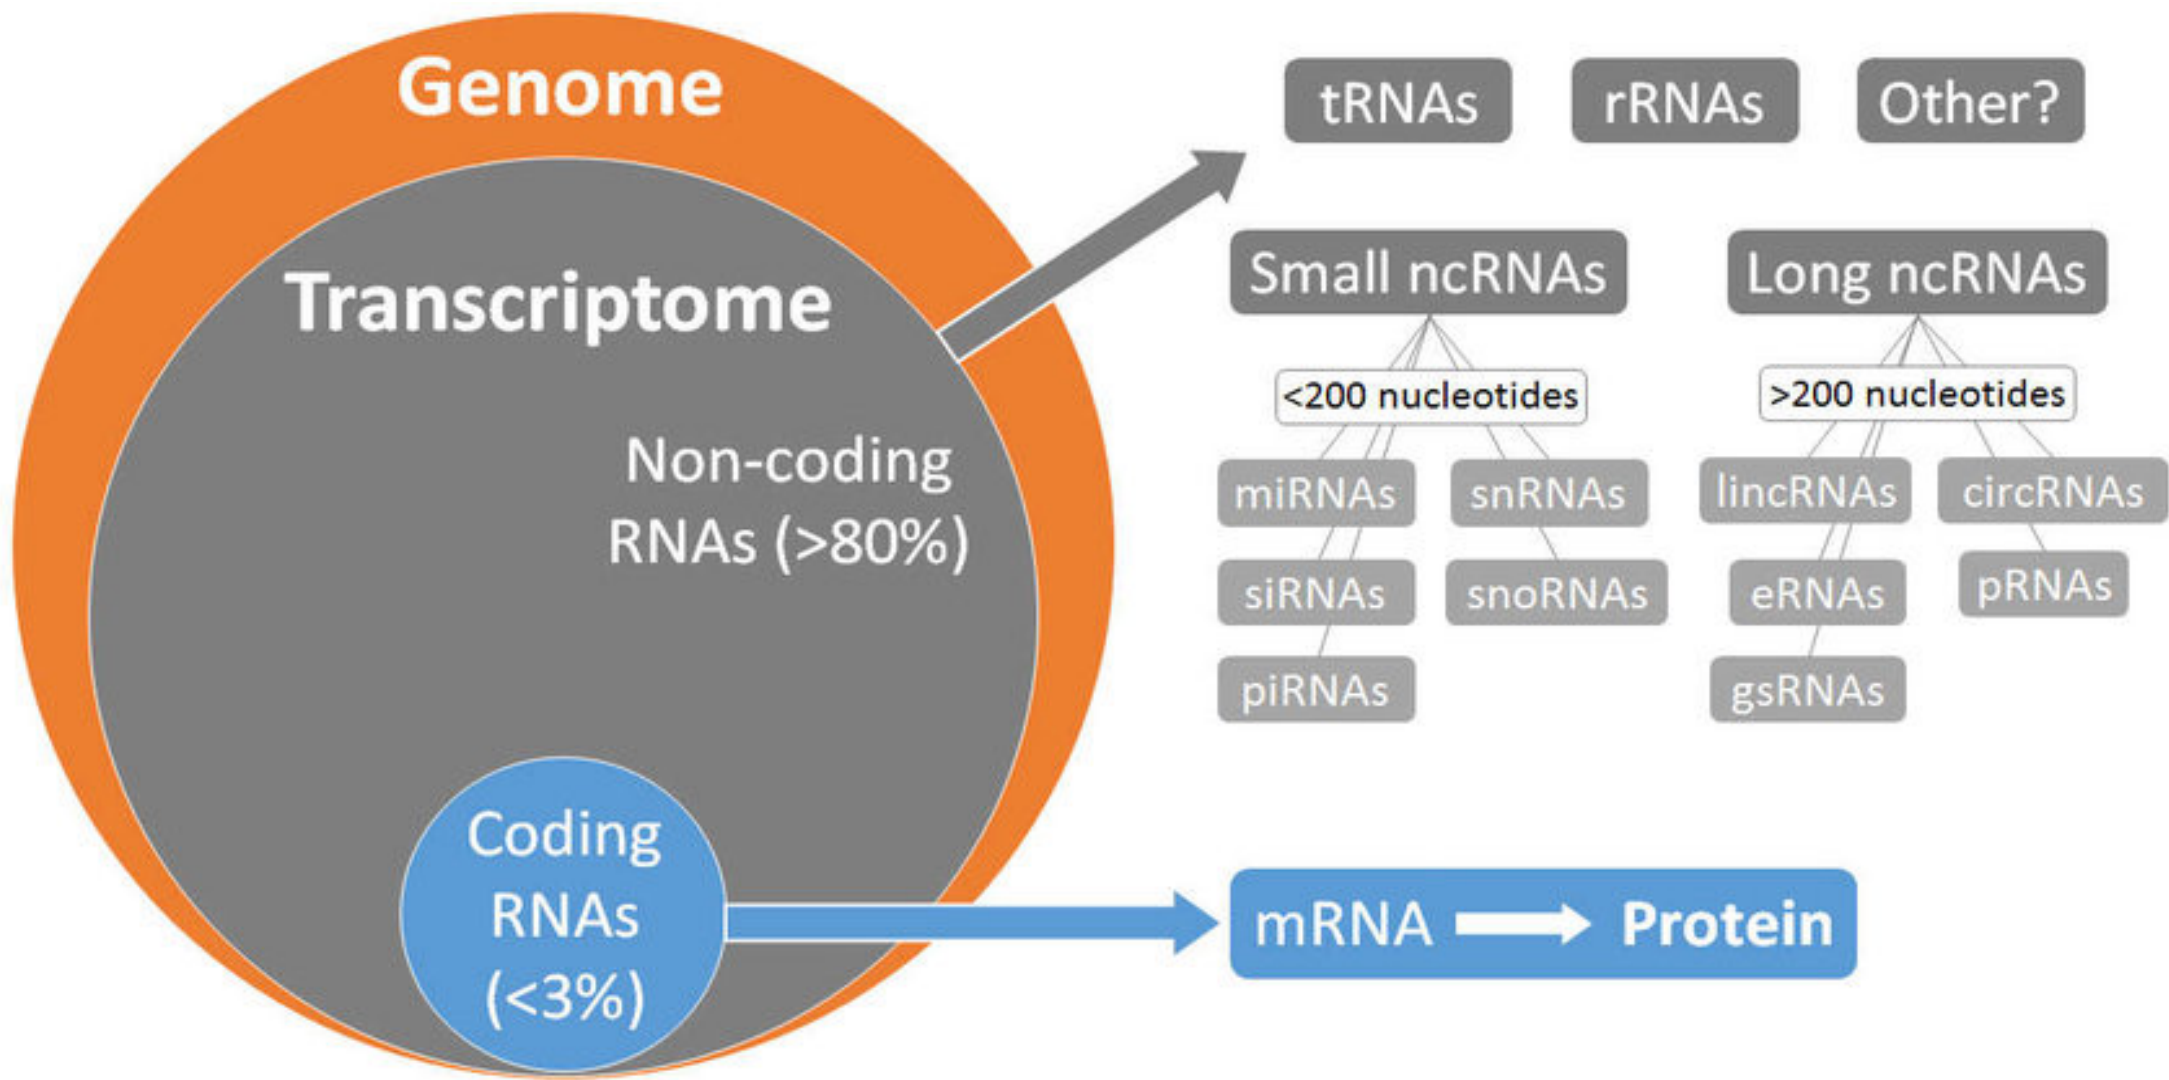 Genome
Transcriptome
Non-coding
RNAs (>80%)
Coding
RNAs
(<3%)
tRNAs
rRNAs
Other?
Small ncRNAs
Long ncRNAs
<200 nucleotides
>200 nucleotides
miRNAs
snRNAs
lincRNAs
circRNAs
siRNAs
snoRNAs
eRNAs
pRNAs
piRNAs
gsRNAs
mRNA
Protein